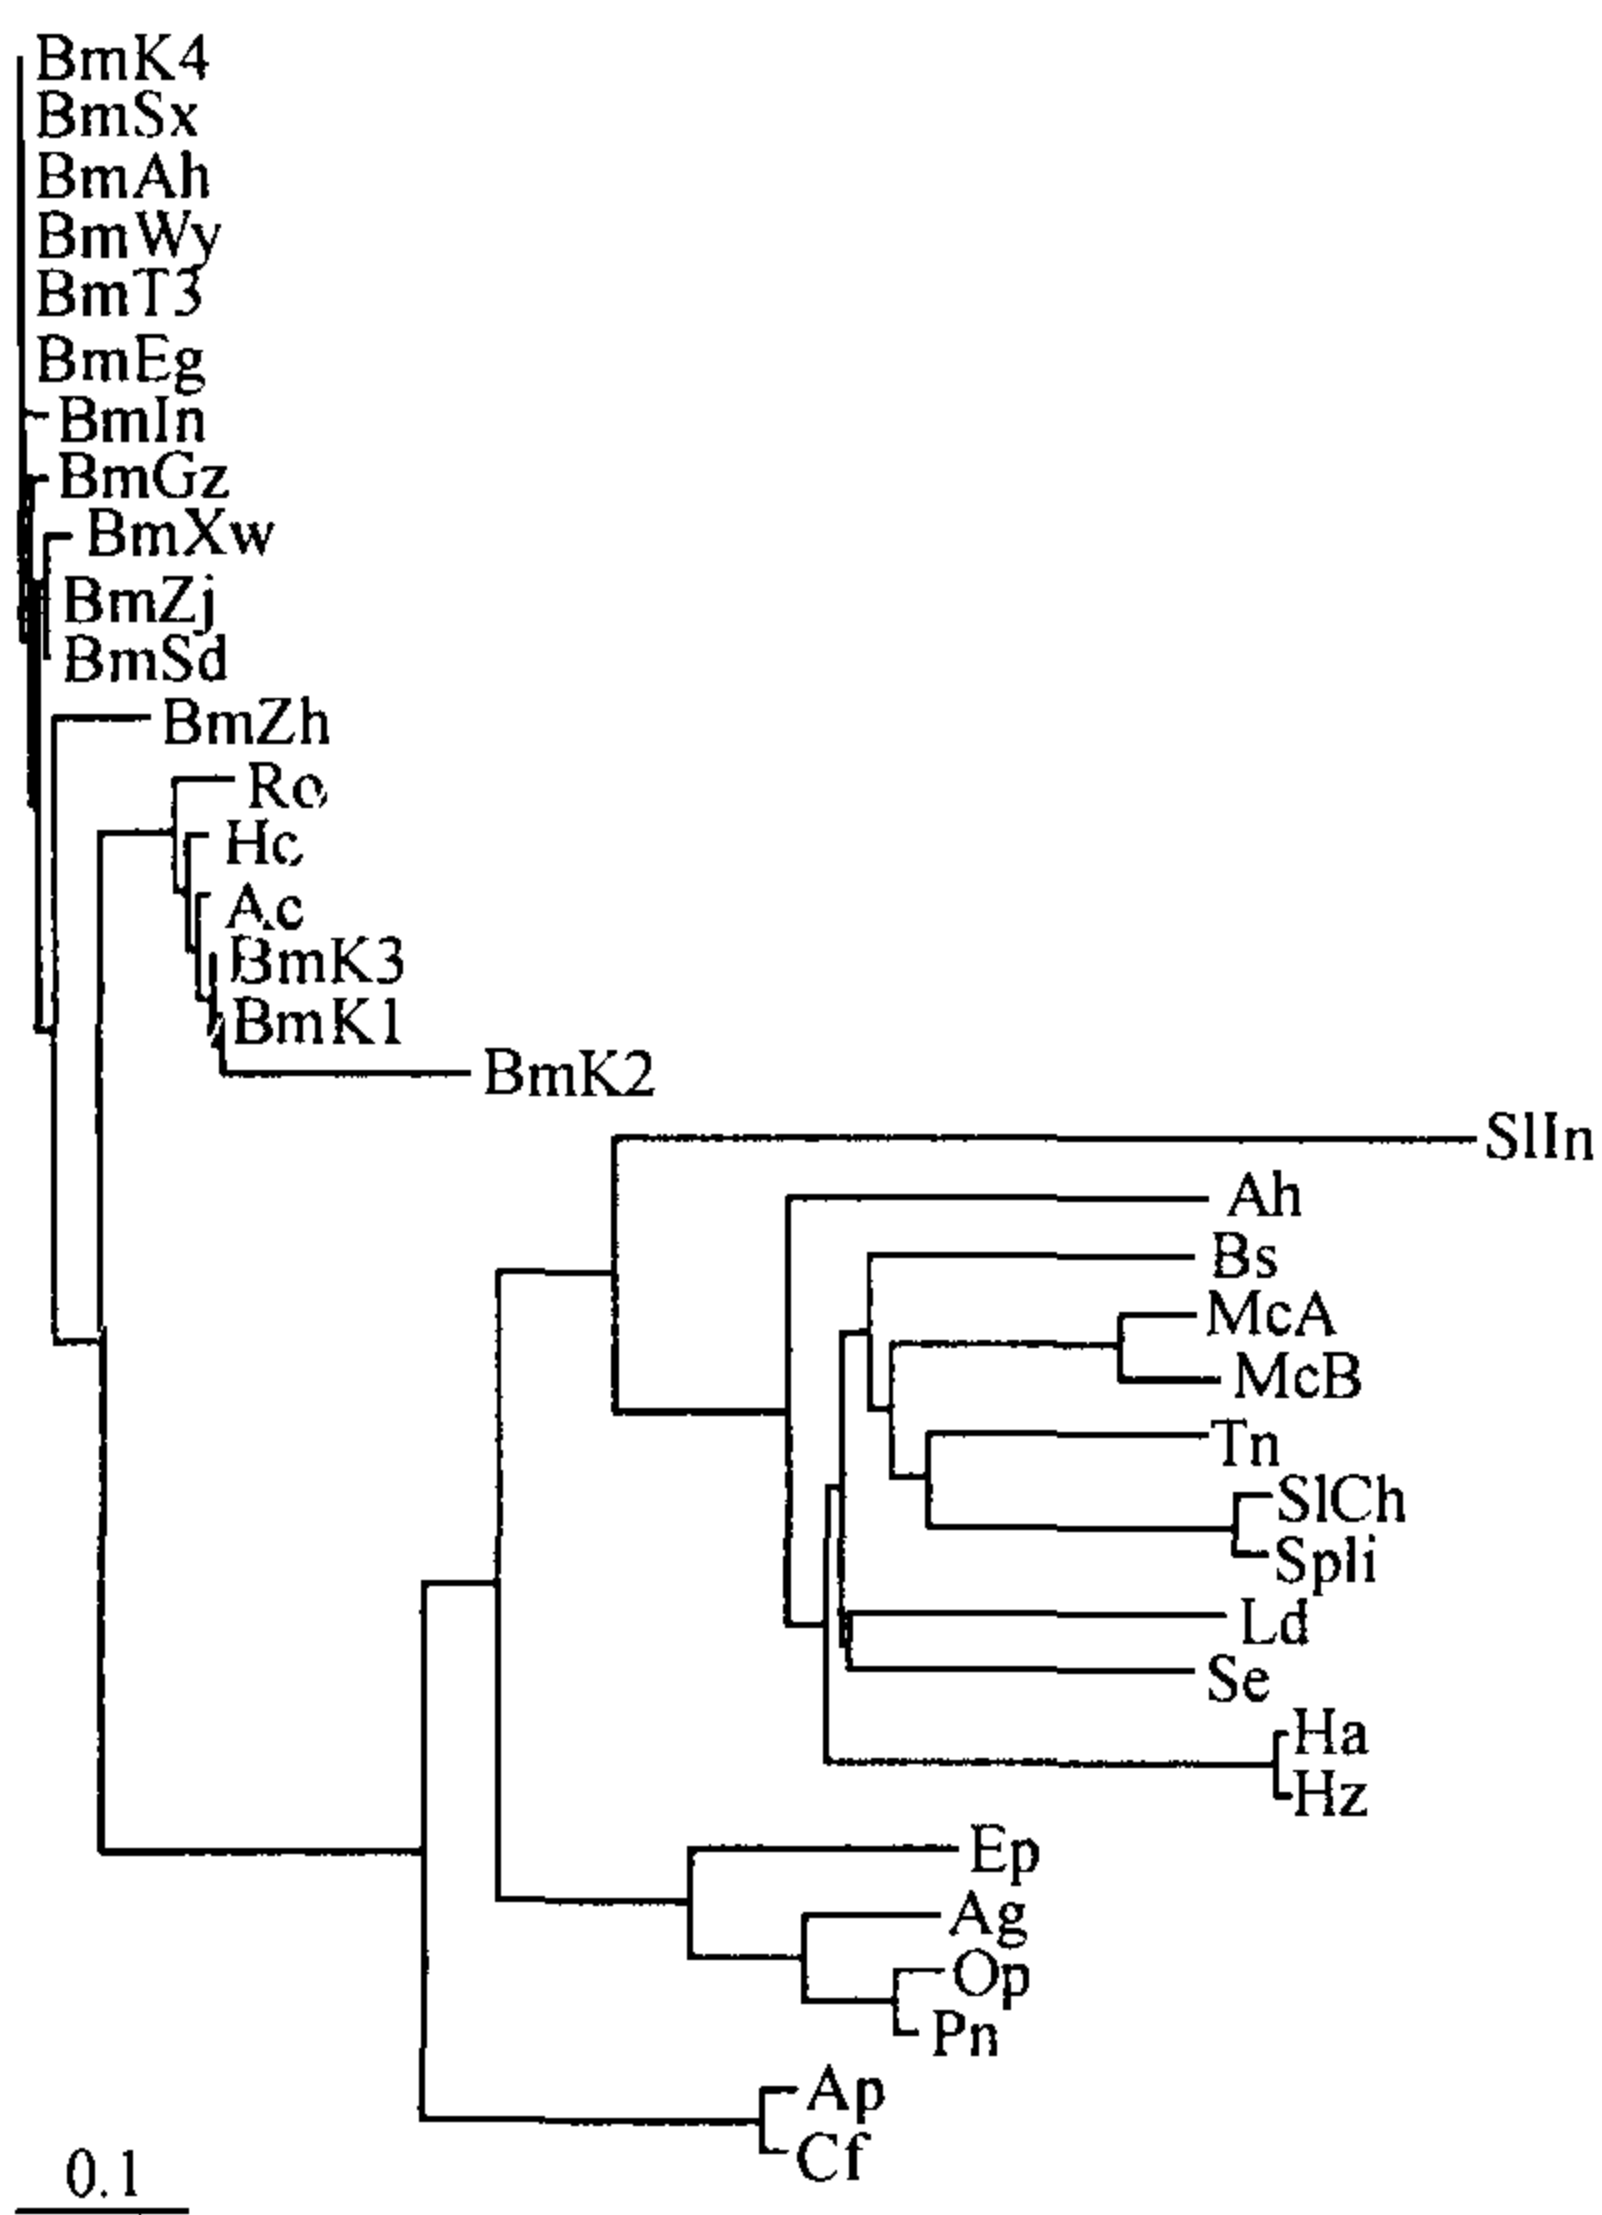 BmK4
BmSx
BmAh
BmWy
BmT3
BmEg
BmIn
BmGz
BmXw
BmZj
BmSd
BmZh
Ro
Hc
Ac
BmK3
BmK1
BmK2
SlIn
Ah
Bs
McA
McB
Tn
SlCh
Spli
Ld
Se
Ha
Hz
Ep
Ag
Op
Pn
Ap
Cf
0.1